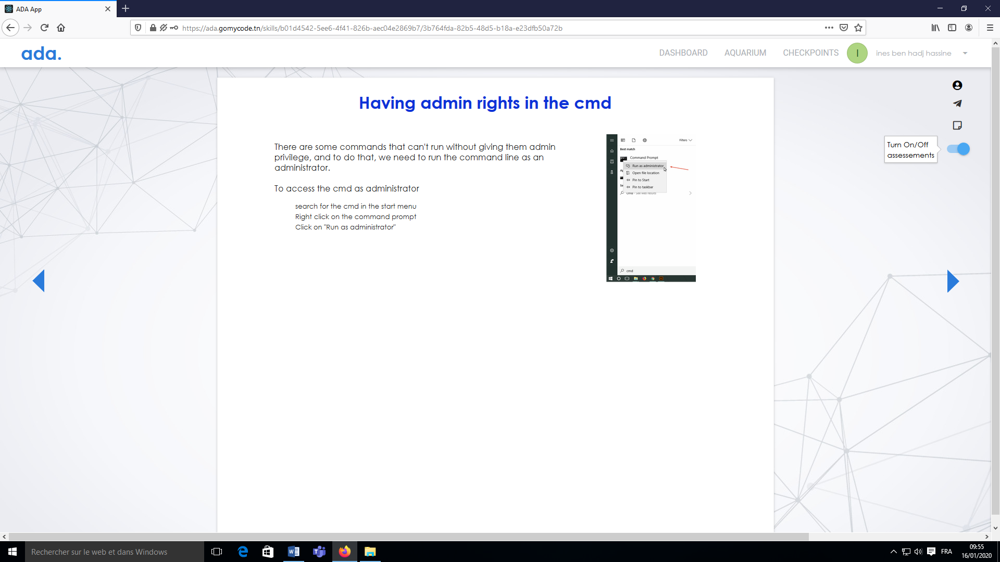 ADA App
https://ada.gomycode.tn/skills/b01d4542-5ee6-4f41-826b-aec04e2869b7/3b764fda-82b5-48d5-b18a-e23dfb50a72b
ada.
DASHBOARD
AQUARIUM
CHECKPOINTS
I
ines ben hadj hassine
Having admin rights in the cmd
There are some commands that can't run without giving them admin
privilege, and to do that, we need to run the command line as an
administrator.
To access the cmd as administrator
search for the cmd in the start menu
Right click on the command prompt
Click on "Run as administrator"
Filters
Best match
Command Prompt
Run as administrator
Ap
Open file location
Pin to Start
Se
Pin to taskbar
cmd - See web results
cmd
Turn On/Off
assessements
Rechercher sur le web et dans Windows
FRA
09:55
16/01/2020